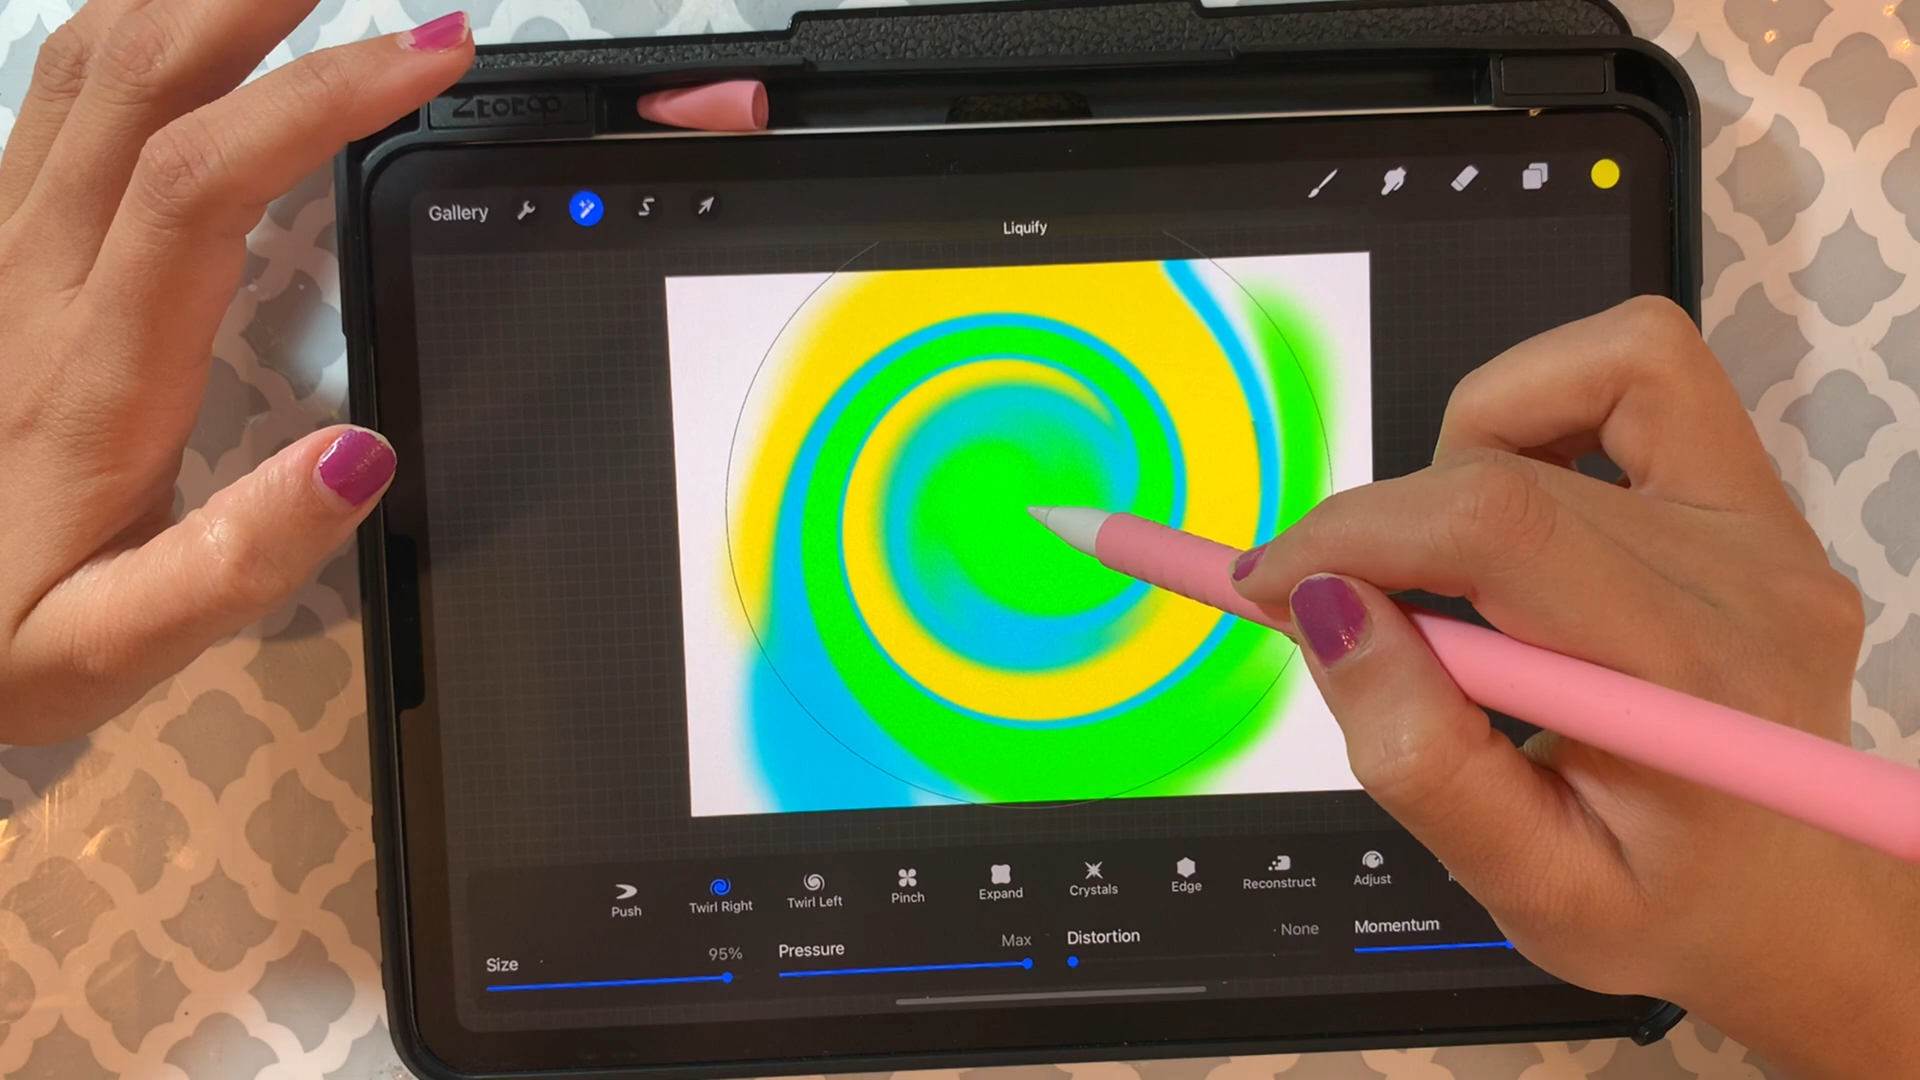 Ztotop
Gallery
Liquify
Push
Twirl Right
Twirl Left
Pinch
Expand
Crystals
Edge
Reconstruct
Adjust
Size
95%
Pressure
Max
Distortion
None
Momentum